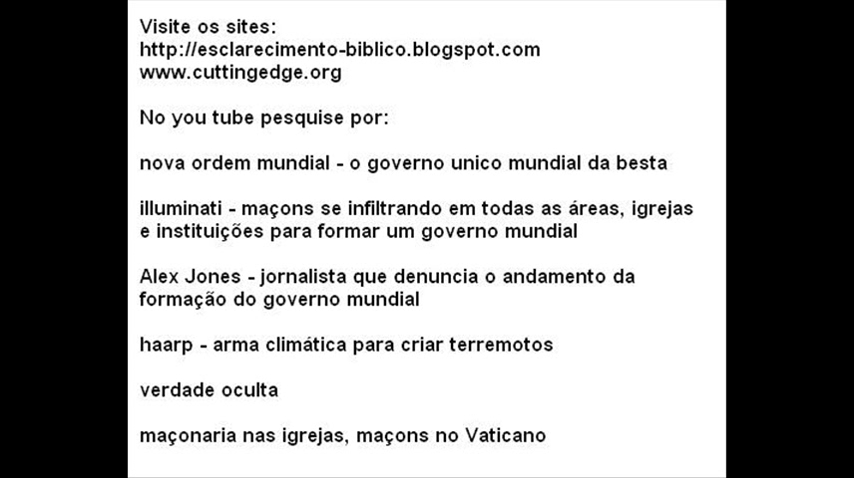 Visite os sites:
http://esclarecimento-biblico.blogspot.com
www.cuttingedge.org
No you tube pesquise por:
nova ordem mundial - o governo unico mundial da besta
illuminati - maçons se infiltrando em todas as áreas, igrejas
e instituições para formar um governo mundial
Alex Jones - jornalista que denuncia o andamento da
formação do governo mundial
haarp - arma climática para criar terremotos
verdade oculta
maçonaria nas igrejas, maçons no Vaticano